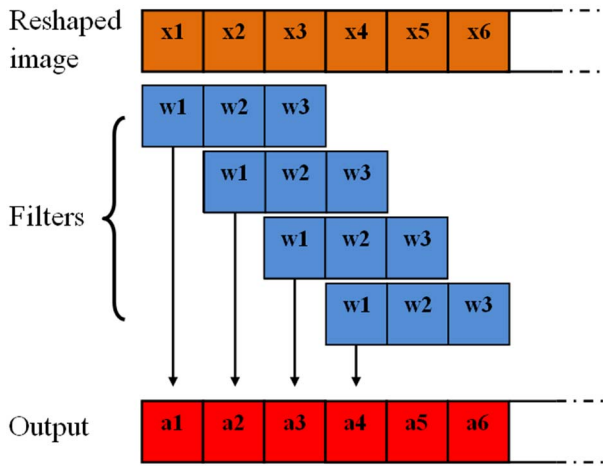 Reshaped
image
x1 x2 x3 x4 x5 x6
Filters
w1 w2 w3
w1 w2 w3
w1 w2 w3
w1 w2 w3
Output
a1 a2 a3 a4 a5 a6